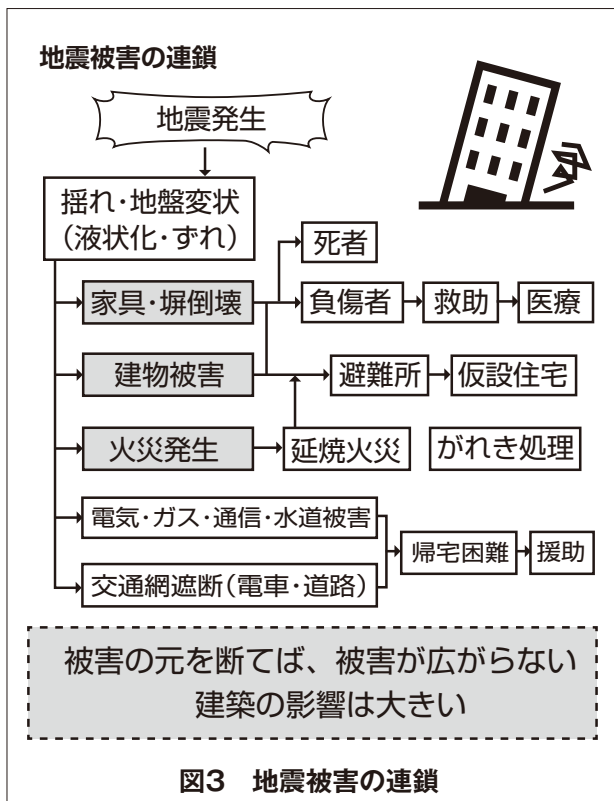 地震被害の連鎖
地震発生
揺れ・地盤変状
（液状化・ずれ）
死者
家具・塀倒壊
負傷者
救助
医療
建物被害
避難所
仮設住宅
火災発生
延焼火災
がれき処理
電気・ガス・通信・水道被害
帰宅困難
援助
交通網遮断（電車・道路）
被害の元を断てば、被害が広がらない
建築の影響は大きい
図3　地震被害の連鎖